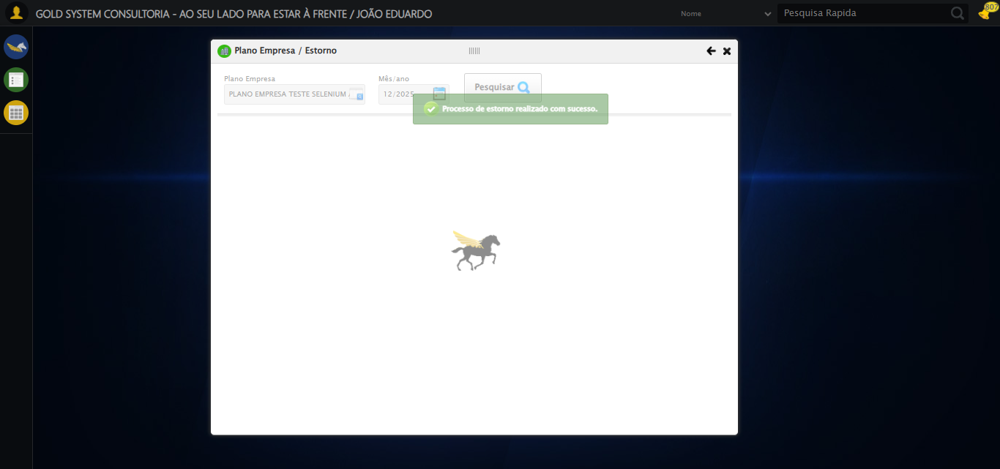 GOLD SYSTEM CONSULTORIA - AO SEU LADO PARA ESTAR À FRENTE / JOÃO EDUARDO
Nome
Pesquisa Rapida
807
Plano Empresa / Estorno
Plano Empresa
Mês/ano
PLANO EMPRESA TESTE SELENIUM
12/2025
Pesquisar
Processo de estorno realizado com sucesso.